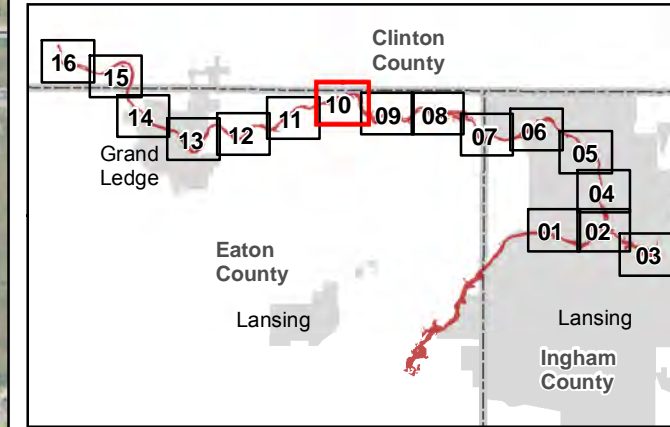 Clinton
County
16
15
14
13
12
11
10
09
08
07
06
05
04
01
02
03
Grand
Ledge
Eaton
County
Lansing
Lansing
Ingham
County